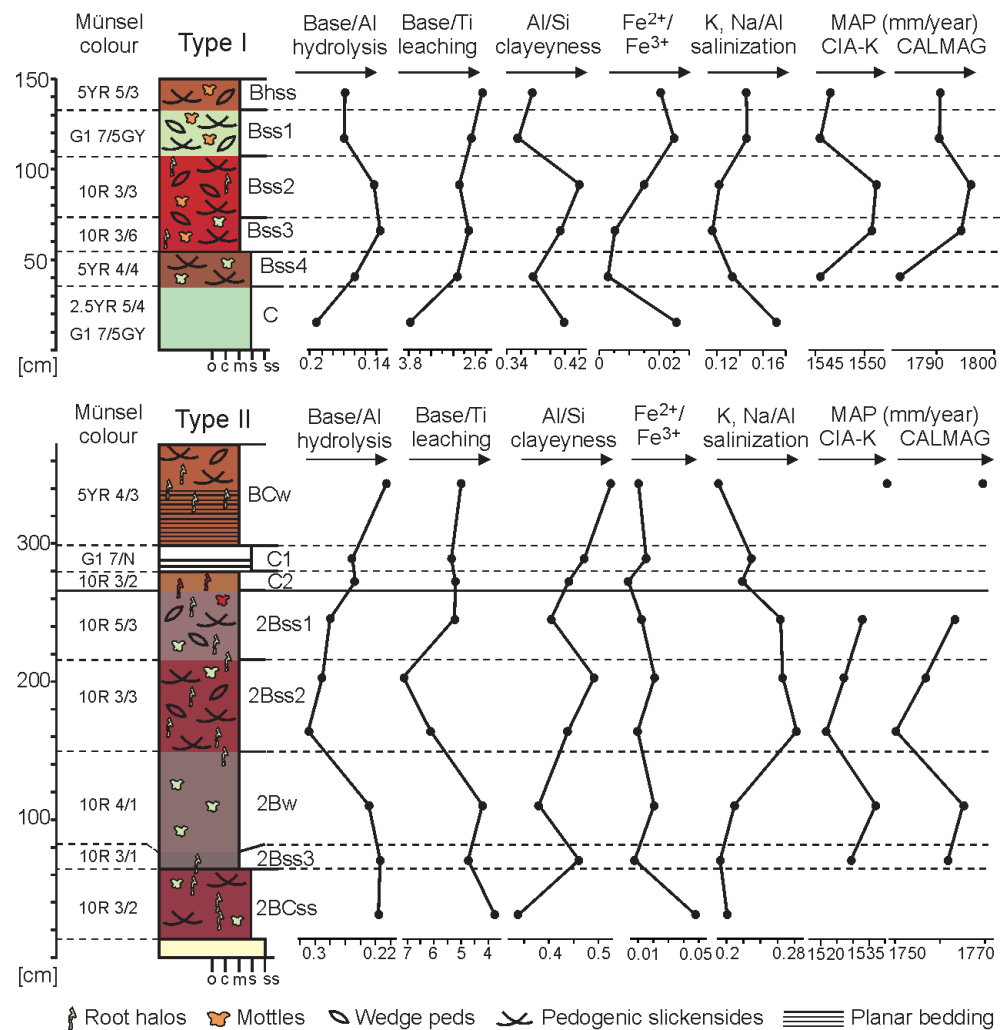 Münsel colour
Type I
Base/Al hydrolysis
Base/Ti leaching
Al/Si clayeyness
Fe²⁺/ Fe³⁺
K, Na/Al salinization
MAP (mm/year)
CIA-K CALMAG
150
5YR 5/3
Bhss
G1 7/5GY
Bss1
100
10R 3/3
Bss2
10R 3/6
Bss3
50
5YR 4/4
Bss4
2.5YR 5/4
G1 7/5GY
C
[cm]
o c m s ss
0.2 0.14
3.8 2.6
0.34 0.42
0 0.02
0.12 0.16
1545 1550
1790 1800
Münsel colour
Type II
Base/Al hydrolysis
Base/Ti leaching
Al/Si clayeyness
Fe²⁺/ Fe³⁺
K, Na/Al salinization
MAP (mm/year)
CIA-K CALMAG
5YR 4/3
BCw
300
G1 7/N
C1
10R 3/2
C2
10R 5/3
2Bss1
200
10R 3/3
2Bss2
10R 4/1
2Bw
100
10R 3/1
2Bss3
10R 3/2
2BCss
[cm]
o c m s ss
0.3 0.22
7 6 5 4
0.4 0.5
0.01 0.05
0.2 0.28
1520 1535
1750 1770
Root halos
Mottles
Wedge peds
Pedogenic slickensides
Planar bedding